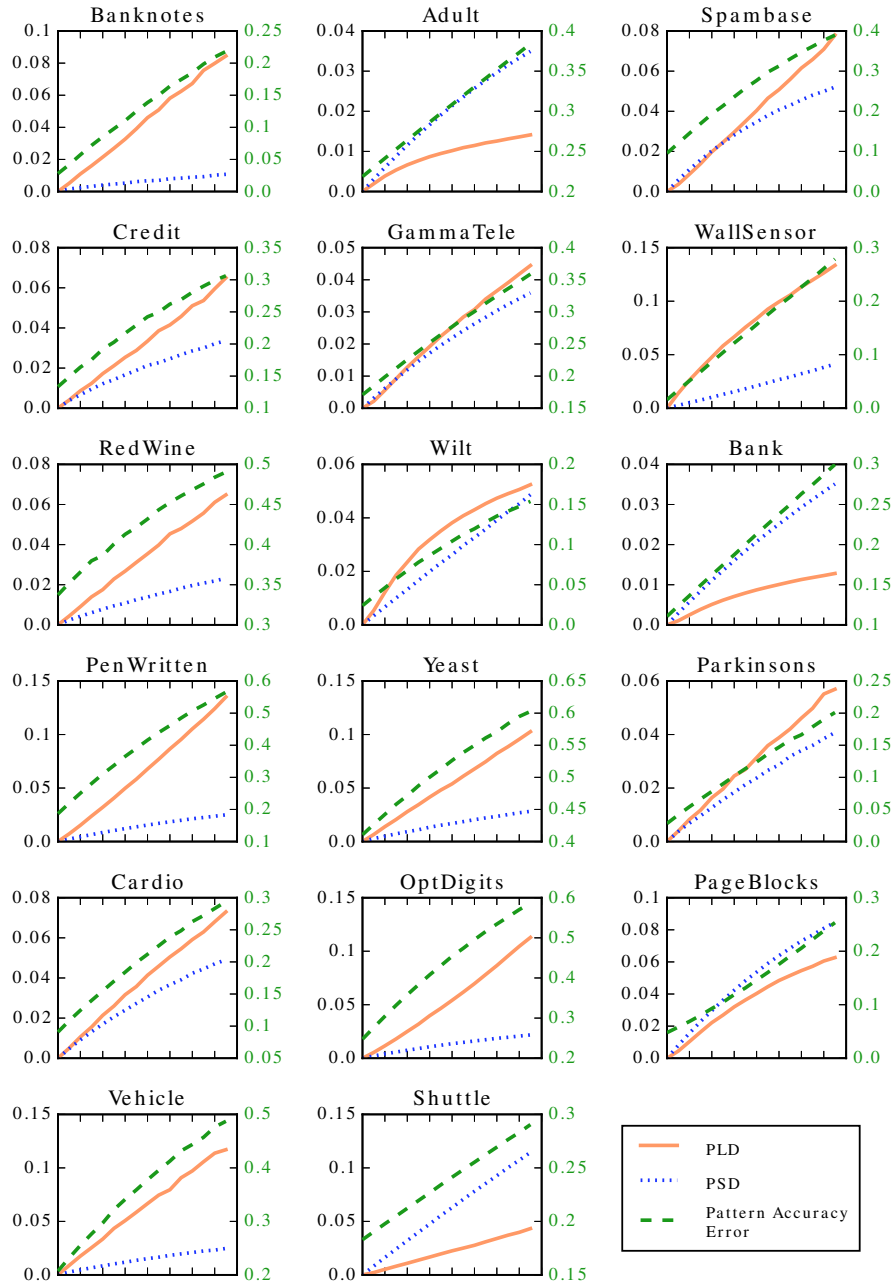 Banknotes Adult Spambase
0.1 0.25 0.04 0.4 0.08 0.4
0.08 0.2 0.03 0.35 0.06 0.3
0.06 0.15 0.02 0.3 0.04 0.2
0.04 0.1 0.01 0.25 0.02 0.1
0.02 0.05 0.0 0.2 0.0 0.0
0.0 0.0
Credit GammaTele WallSensor
0.08 0.35 0.05 0.4 0.15 0.3
0.06 0.3 0.04 0.35 0.1 0.2
0.04 0.25 0.03 0.3 0.05 0.1
0.02 0.2 0.02 0.25 0.0 0.0
0.0 0.15 0.01 0.2
0.1 0.0 0.15
RedWine Wilt Bank
0.08 0.5 0.06 0.2 0.04 0.3
0.06 0.45 0.04 0.15 0.03 0.25
0.04 0.4 0.02 0.1 0.02 0.2
0.02 0.35 0.0 0.05 0.01 0.15
0.0 0.3 0.0 0.0 0.1
PenWritten Yeast Parkinsons
0.15 0.6 0.15 0.65 0.06 0.25
0.1 0.5 0.1 0.6 0.04 0.2
0.05 0.4 0.05 0.55 0.02 0.15
0.0 0.3 0.0 0.5 0.0 0.1
0.2 0.45 0.05
0.1 0.4 0.0
Cardio OptDigits PageBlocks
0.08 0.3 0.15 0.6 0.1 0.3
0.06 0.25 0.1 0.5 0.08 0.2
0.04 0.2 0.05 0.4 0.06 0.1
0.02 0.15 0.0 0.3 0.04 0.0
0.0 0.1 0.2 0.02
0.05 0.0
Vehicle Shuttle
0.15 0.5 0.15 0.3
0.1 0.4 0.1 0.25
0.05 0.3 0.05 0.2
0.0 0.2 0.0 0.15
PLD
PSD
Pattern Accuracy
Error